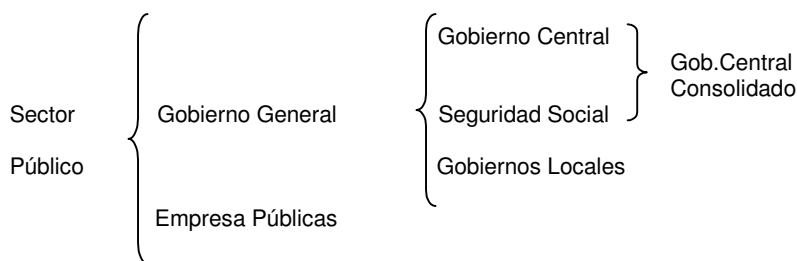 Gobierno Central
Gob.Central
Consolidado
Sector
Gobierno General
Seguridad Social
Público
Gobiernos Locales
Empresa Públicas